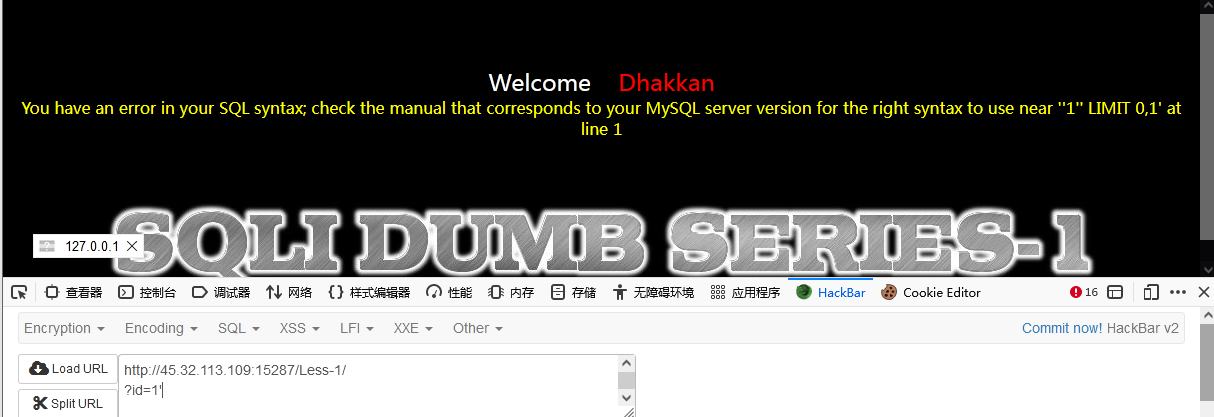 Welcome Dhakkan
You have an error in your SQL syntax; check the manual that corresponds to your MySQL server version for the right syntax to use near ''1'' LIMIT 0,1' at
line 1
SQLI DUMB SERIES-1
127.0.0.1
查看器 控制台 调试器 网络 样式编辑器 性能 内存 存储 无障碍环境 应用程序 HackBar Cookie Editor 16
Encryption Encoding SQL XSS LFI XXE Other Commit now! HackBar v2
Load URL http://45.32.113.109:15287/Less-1/
?id=1'
Split URL